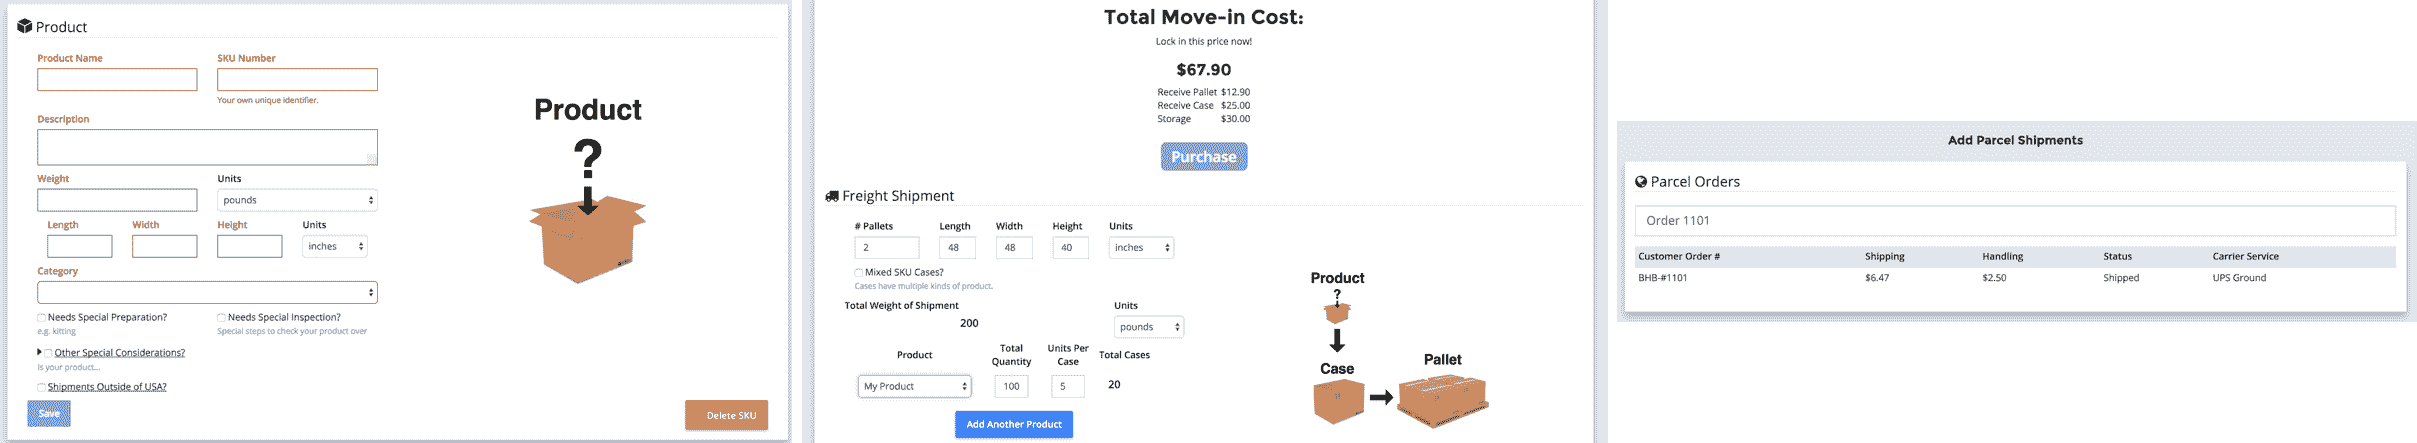 Product
Product Name SKU Number
Your own unique identifier.
Description
Weight Units
pounds
Length Width Height Units
inches
Category
Needs Special Preparation? Needs Special Inspection?
e.g. kitting Special steps to check your product over
Other Special Considerations?
Is your product...
Shipments Outside of USA?
Save Delete SKU
Product
?
Total Move-in Cost:
Lock in this price now!
$67.90
Receive Pallet $12.90
Receive Case $25.00
Storage $30.00
Purchase
Freight Shipment
# Pallets Length Width Height Units
2 48 48 40 inches
Mixed SKU Cases?
Cases have multiple kinds of product.
Total Weight of Shipment Units
200 pounds
Product Total Quantity Units Per Case Total Cases
My Product 100 5 20
Add Another Product
Product
?
Case Pallet
Add Parcel Shipments
Parcel Orders
Order 1101
Customer Order # Shipping Handling Status Carrier Service
BHB-#1101 $6.47 $2.50 Shipped UPS Ground